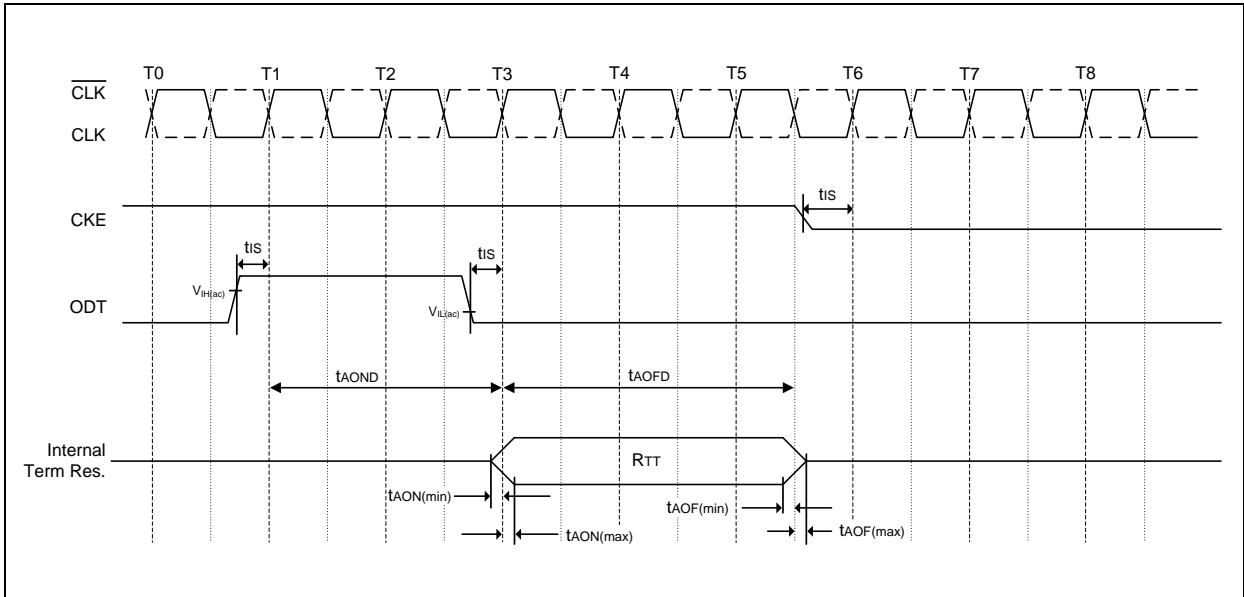 T0 T1 T2 T3 T4 T5 T6 T7 T8
CLK
CLK
tIS
CKE
tIS
tIS
VIH(ac)
ODT
VIL(ac)
tAOND
tAOFD
Internal
Term Res.
RTT
tAON(min)
tAOF(min)
tAON(max)
tAOF(max)